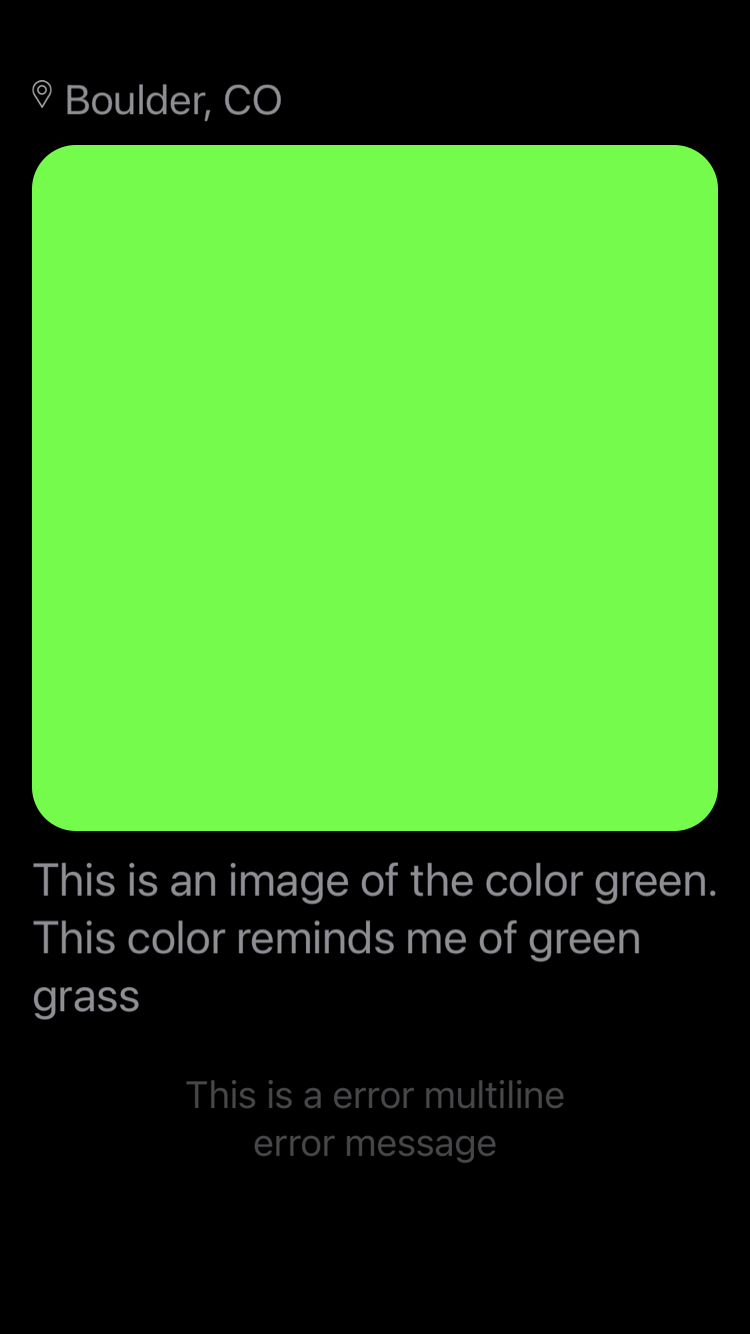 Boulder, CO
This is an image of the color green.
This color reminds me of green
grass
This is a error multiline
error message